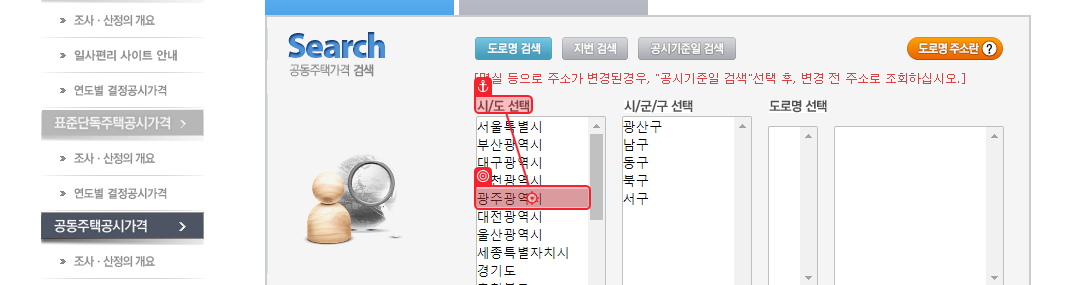 조사 · 산정의 개요
일사편리 사이트 안내
연도별 결정공시가격
표준단독주택공시가격
조사 · 산정의 개요
연도별 결정공시가격
공동주택공시가격
조사 · 산정의 개요
Search
공동주택가격 검색
도로명 검색
지번 검색
공시기준일 검색
도로명 주소란 ?
등으로 주소가 변경된경우, "공시기준일 검색"선택 후, 변경 전 주소로 조회하십시오.]
시/도 선택
서울특별시
부산광역시
대구광역시
광주광역시
대전광역시
울산광역시
세종특별자치시
경기도
시/군/구 선택
광산구
남구
동구
북구
서구
도로명 선택